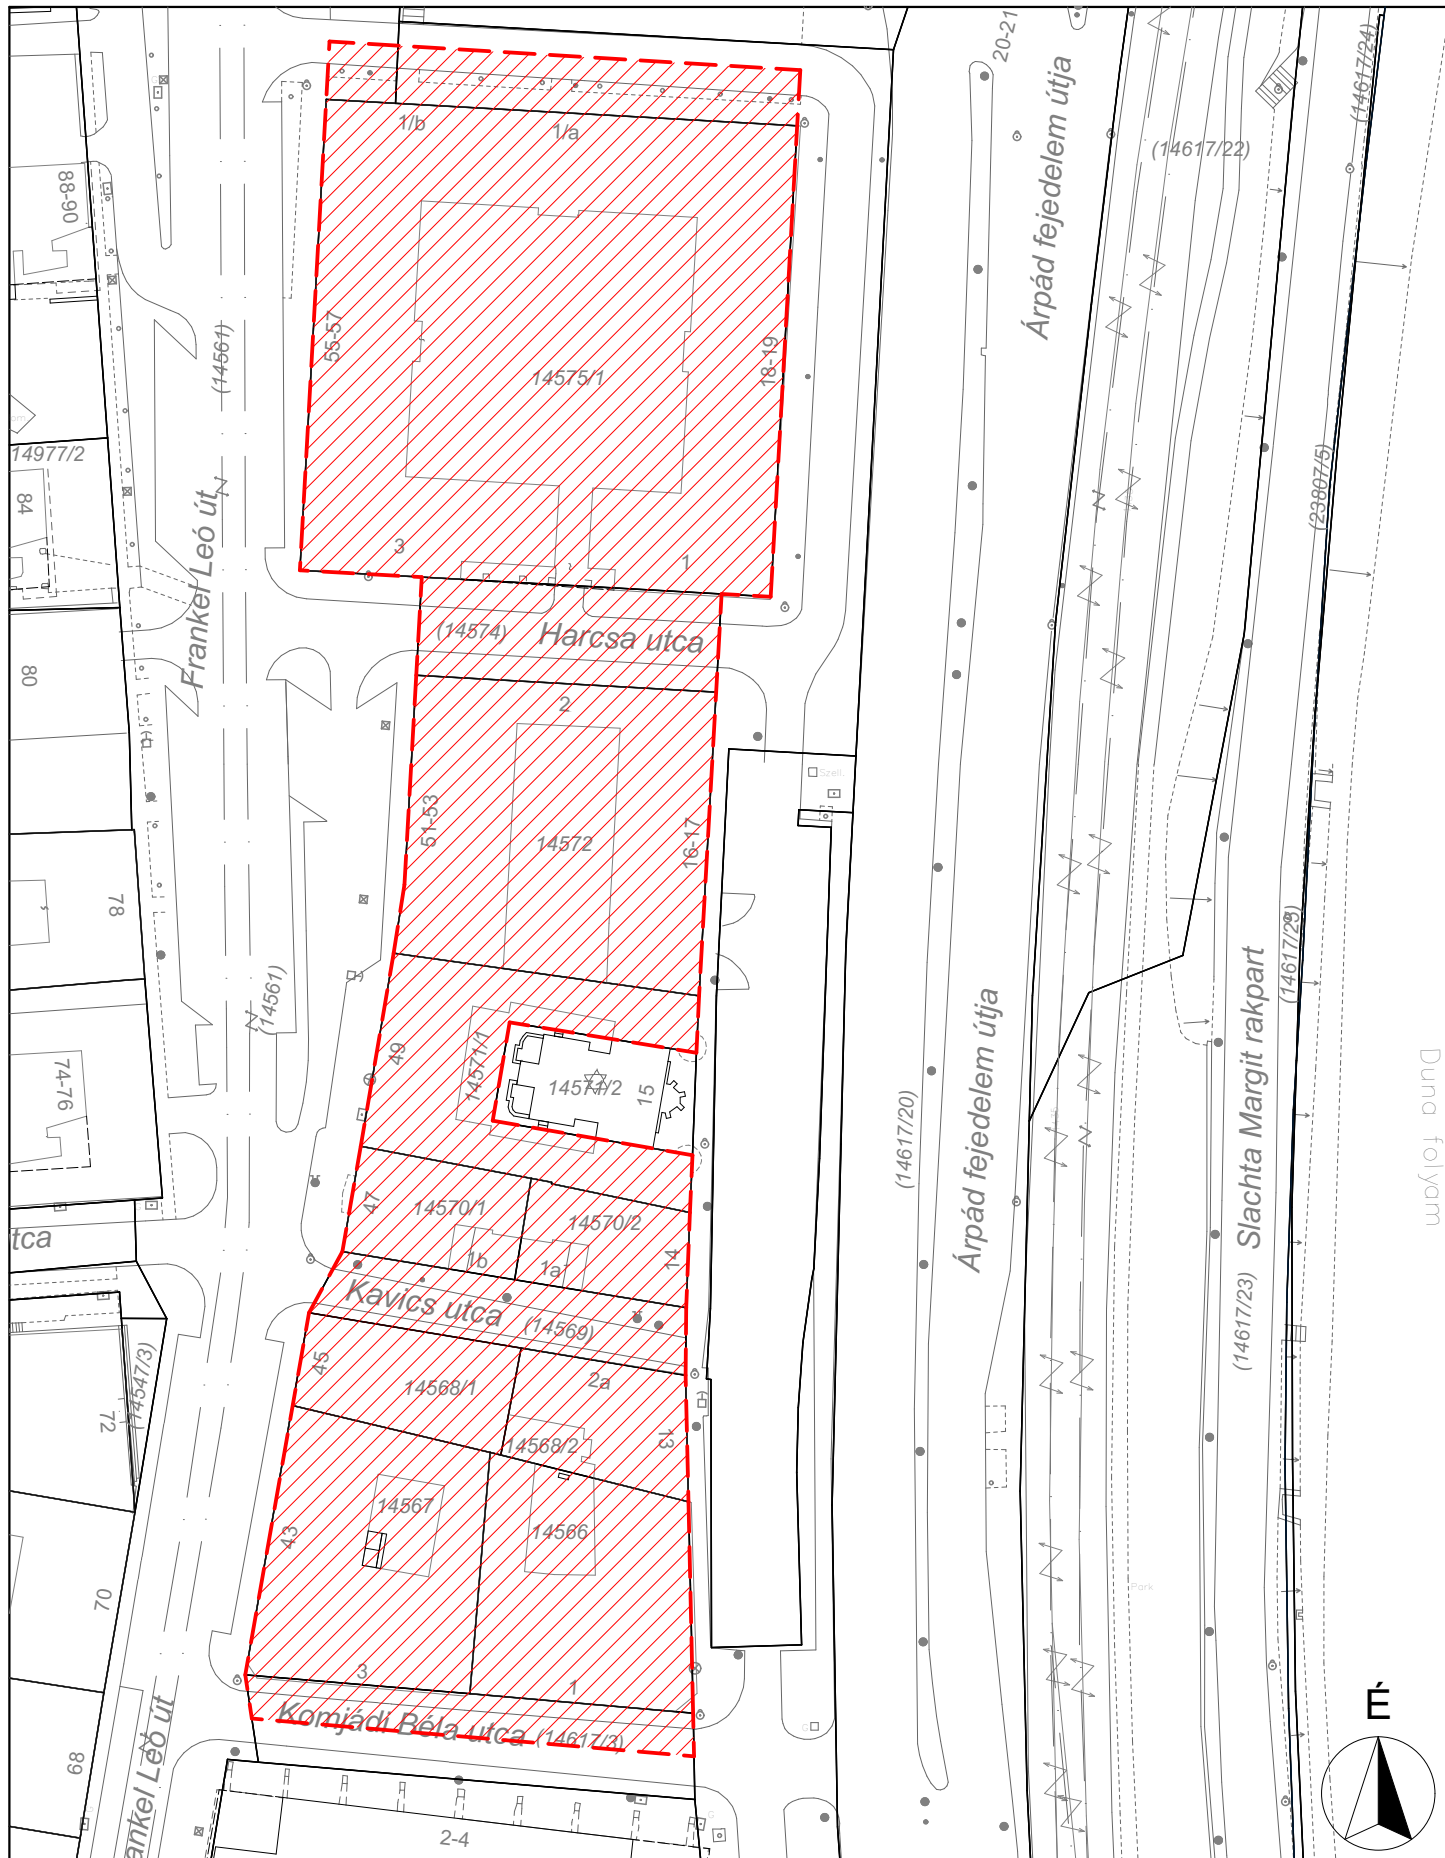 20-21
(14617/24)
Árpád fejedelem útja
1/b
1/a
(14617/22)
88-90
55-57
(14561)
18-19
14575/1
14977/2
(23807/5)
84
Frankel Leó út
3
1
(14574)
Harcsa utca
80
2
Szell.
51-53
14572
16-17
78
(14617/25)
(14561)
Slachta Margit rakpart
49
14571/1
14571/2
15
74-76
Árpád fejedelem útja
(14617/20)
Duna folyam
47
14570/1
14570/2
14
1b
1a
tca
Kavics utca
(14569)
(14617/23)
45
14568/1
2a
(14547/3)
72
13
14568/2
14567
14566
43
70
Park
3
1
É
Komjádi Béla utca
(14617/3)
ankel Leó út
68
2-4